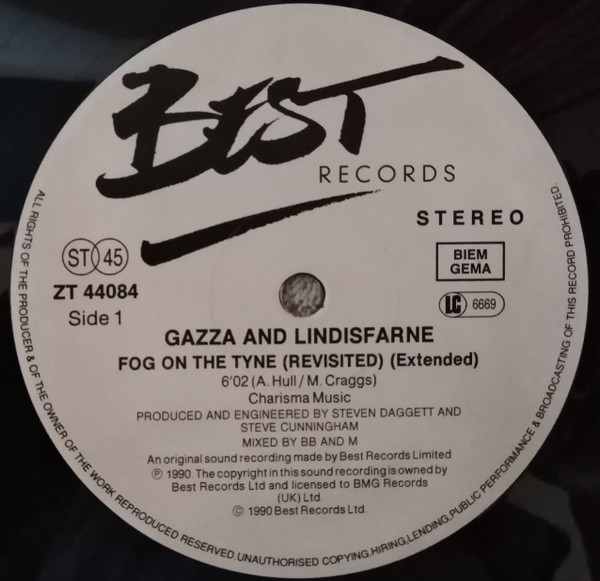 BEST
RECORDS
STEREO
ST 45
BIEM
GEMA
ZT 44084
LC 6669
Side 1
GAZZA AND LINDISFARNE
FOG ON THE TYNE (REVISITED) (Extended)
6'02 (A. Hull / M. Craggs)
Charisma Music
PRODUCED AND ENGINEERED BY STEVEN DAGGETT AND
STEVE CUNNINGHAM
MIXED BY BB AND M
An original sound recording made by Best Records Limited
Ⓟ 1990. The copyright in this sound recording is owned by
Best Records Ltd and licensed to BMG Records
(UK) Ltd.
© 1990 Best Records Ltd.
ALL RIGHTS OF THE PRODUCER & OF THE OWNER OF THE WORK REPRODUCED RESERVED. UNAUTHORISED COPYING, HIRING, LENDING, PUBLIC PERFORMANCE & BROADCASTING OF THIS RECORD PROHIBITED.